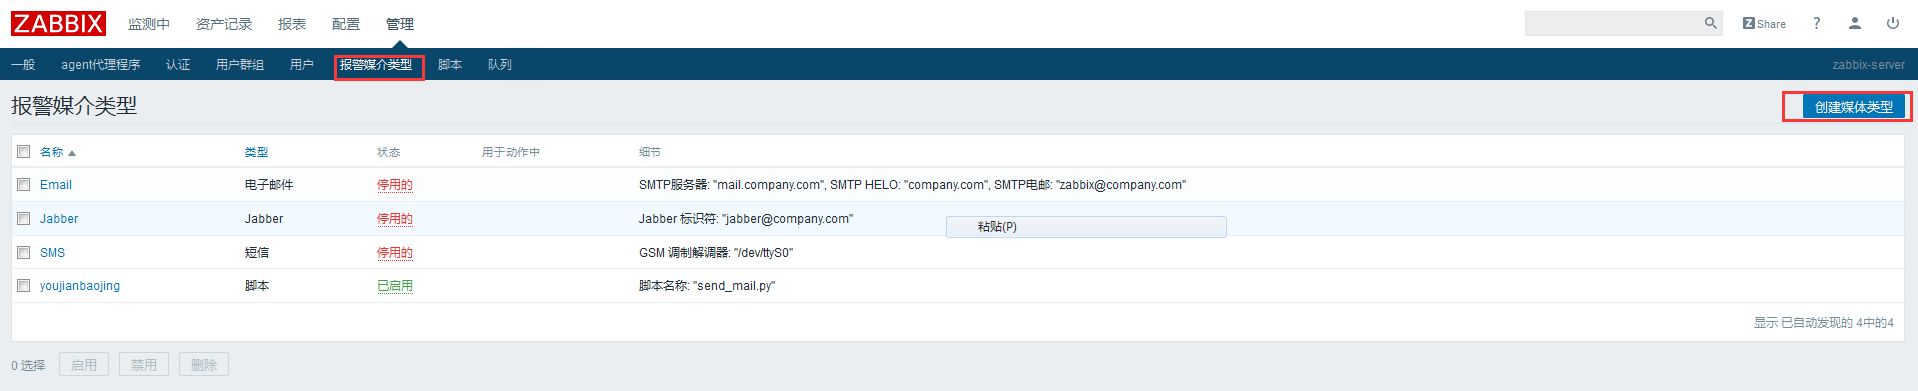 ZABBIX 监测中 资产记录 报表 配置 管理 Z Share ?
一般 agent代理程序 认证 用户群组 用户 报警媒介类型 脚本 队列 zabbix-server
报警媒介类型 创建媒体类型
名称 类型 状态 用于动作中 细节
Email 电子邮件 停用的 SMTP服务器: "mail.company.com", SMTP HELO: "company.com", SMTP电邮: "zabbix@company.com"
Jabber Jabber 停用的 Jabber 标识符: "jabber@company.com"
粘贴(P)
SMS 短信 停用的 GSM 调制解调器: "/dev/ttyS0"
youjianbaojing 脚本 已启用 脚本名称: "send_mail.py"
显示 已自动发现的 4中的4
0 选择 启用 禁用 删除